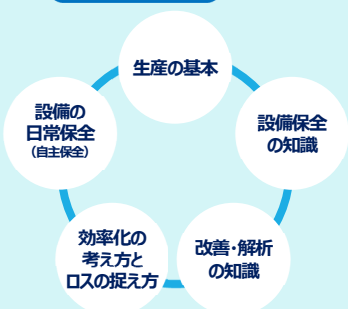 生産の基本
設備の
日常保全
（自主保全）
設備保全
の知識
効率化の
考え方と
ロスの捉え方
改善・解析
の知識